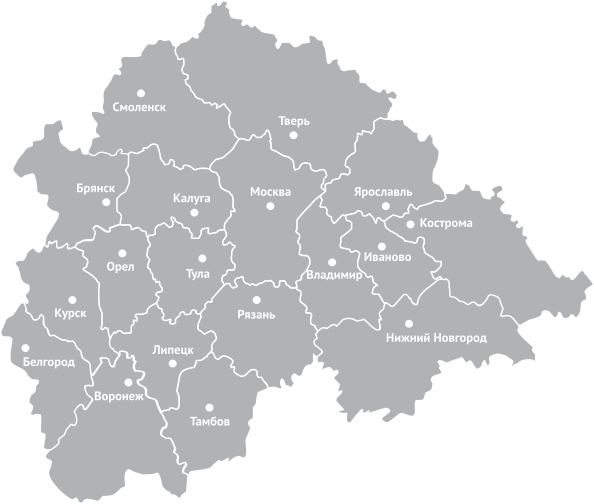 Смоленск
Тверь
Брянск
Калуга
Москва
Ярославль
Кострома
Орел
Тула
Владимир
Иваново
Курск
Рязань
Нижний Новгород
Белгород
Липецк
Воронеж
Тамбов